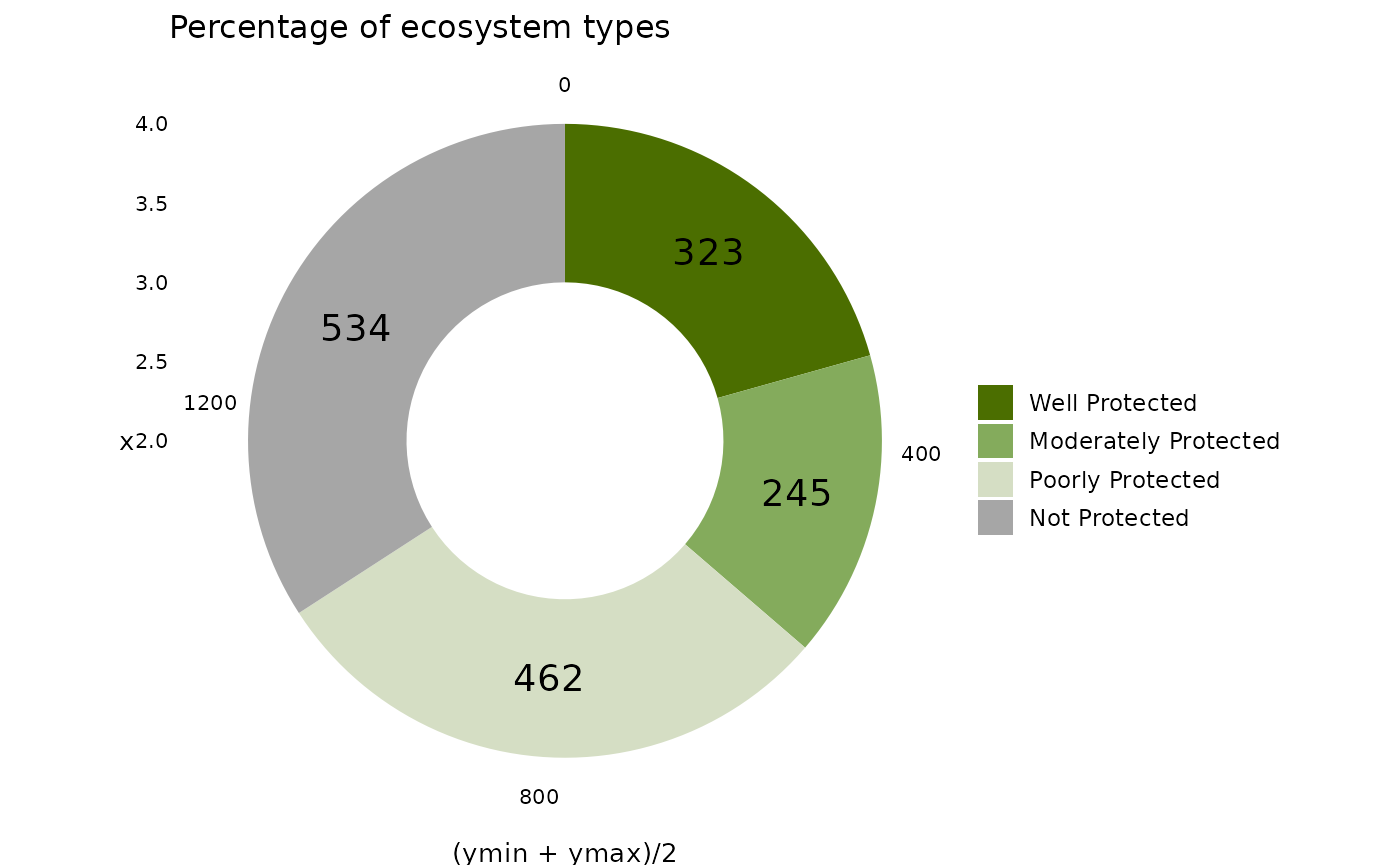 Percentage of ecosystem types
0
4.0
3.5
3.0
2.5
x2.0
1200
323
534
245
462
400
800
(ymin + ymax)/2
Well Protected
Moderately Protected
Poorly Protected
Not Protected